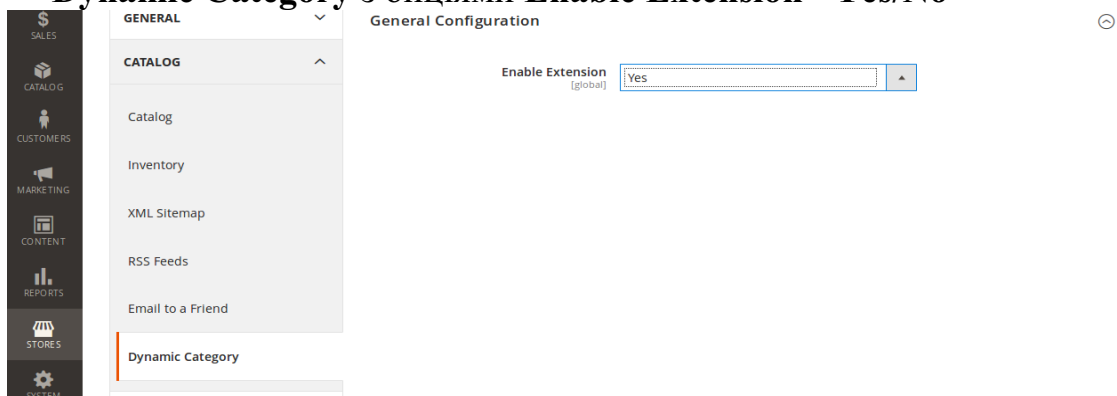 Dynamic Category з опціями Enable Extension - Yes/No
$
SALES
CATALOG
CUSTOMERS
MARKETING
CONTENT
REPORTS
STORES
SYSTEM
GENERAL
CATALOG
Catalog
Inventory
XML Sitemap
RSS Feeds
Email to a Friend
Dynamic Category
General Configuration
Enable Extension
[global]
Yes